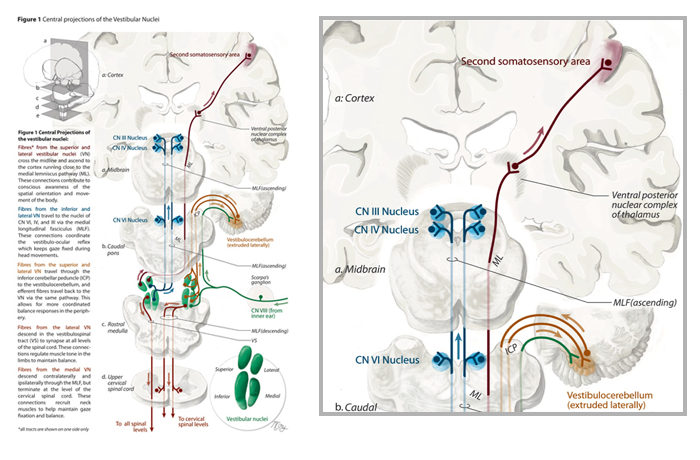 Figure 1 Central projections of the Vestibular Nuclei
a
b
c
d
e
Figure 1 Central Projections of
the vestibular nuclei:
Fibres* from the superior and
lateral vestibular nuclei (VN)
cross the midline and ascend to
the cortex running close to the
medial lemniscus pathway (ML).
These connections contribute to
conscious awareness of the
spatial orientation and move-
ment of the body.
Fibres from the inferior and
lateral VN travel to the nuclei of
CN VI, IV, and III via the medial
longitudinal fasciculus (MLF).
These connections coordinate
the vestibulo-ocular reflex
which keeps gaze fixed during
head movements.
Fibres from the superior and
lateral VN travel through the
inferior cerebellar peduncle (ICP)
to the vestibulocerebellum, and
efferent fibres travel back to the
VN via the same pathway. This
allows for more coordinated
balance responses in the periph-
ery.
Fibres from the lateral VN
descend in the vestibulospinal
tract (VS) to synapse at all levels
of the spinal cord. These connec-
tions regulate muscle tone in the
limbs to maintain balance.
Fibres from the medial VN
descend contralaterally and
ipsilaterally through the MLF, but
terminate at the level of the
cervical spinal cord. These
connections recruit neck
muscles to help maintain gaze
fixation and balance.
*all tracts are shown on one side only
Second somatosensory area
a: Cortex
Ventral posterior
nuclear complex
of thalamus
CN III Nucleus
CN IV Nucleus
ML
a. Midbrain
MLF(ascending)
CN VI Nucleus
ICP
ML
Vestibulocerebellum
(extruded laterally)
b. Caudal
pons
MLF(ascending)
Scarpa's
ganglion
CN VIII (from
inner ear)
c. Rostral
medulla
MLF(descending)
VS
d. Upper
cervical
spinal cord
Superior
Lateral
Inferior
Medial
Vestibular nuclei
To all spinal
levels
To cervical
spinal levels
Second somatosensory area
a: Cortex
Ventral posterior
nuclear complex
of thalamus
CN III Nucleus
CN IV Nucleus
ML
a. Midbrain
MLF(ascending)
CN VI Nucleus
ICP
ML
Vestibulocerebellum
(extruded laterally)
b. Caudal